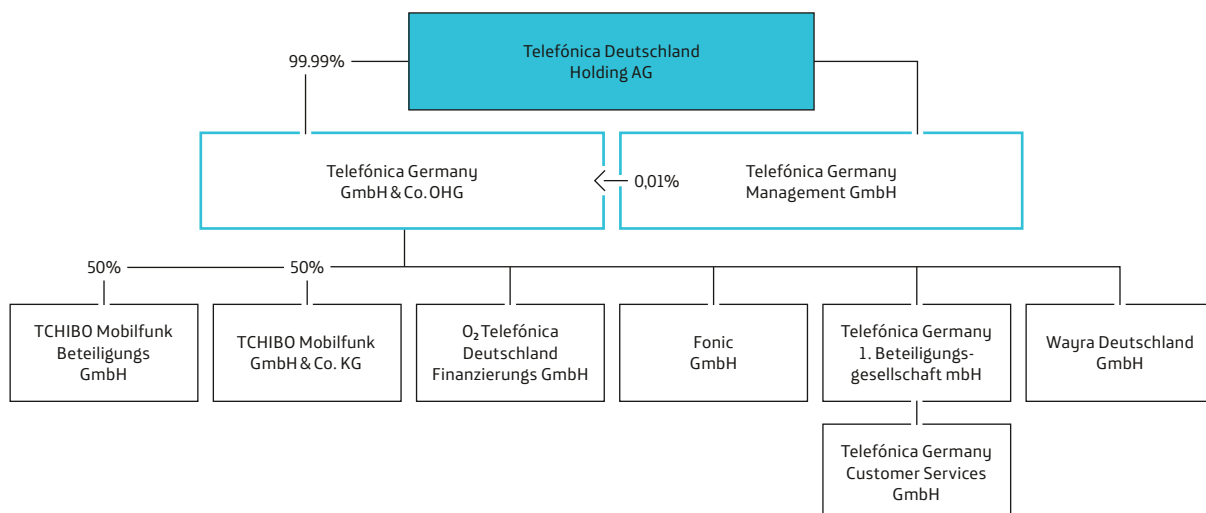 Telefónica Deutschland
Holding AG
99.99%
Telefónica Germany
GmbH & Co. OHG
0,01%
Telefónica Germany
Management GmbH
50%
50%
TCHIBO Mobilfunk
Beteiligungs
GmbH
TCHIBO Mobilfunk
GmbH & Co. KG
O₂ Telefónica
Deutschland
Finanzierungs GmbH
Fonic
GmbH
Telefónica Germany
1. Beteiligungs-
gesellschaft mbH
Wayra Deutschland
GmbH
Telefónica Germany
Customer Services
GmbH